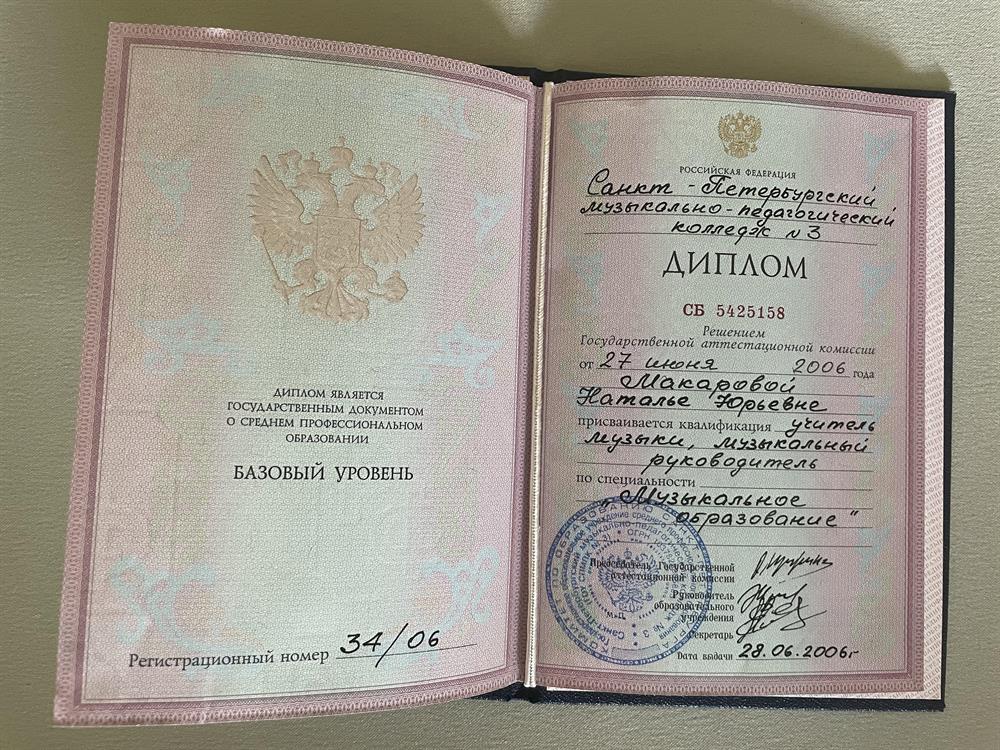 ДИПЛОМ ЯВЛЯЕТСЯ
ГОСУДАРСТВЕННЫМ ДОКУМЕНТОМ
О СРЕДНЕМ ПРОФЕССИОНАЛЬНОМ
ОБРАЗОВАНИИ
БАЗОВЫЙ УРОВЕНЬ
Регистрационный номер 34/06
РОССИЙСКАЯ ФЕДЕРАЦИЯ
Санкт-Петербургский
музыкально-педагогический
колледж № 3
ДИПЛОМ
СБ 5425158
Решением
Государственной аттестационной комиссии
от 27 июня 2006 года
Макаровой
Наталье Юрьевне
присваивается квалификация учитель
музыки, музыкальный
руководитель
по специальности
"Музыкальное
образование"
Председатель Государственной
аттестационной комиссии
Руководитель
образовательного
учреждения
Секретарь
Дата выдачи 28.06.2006г